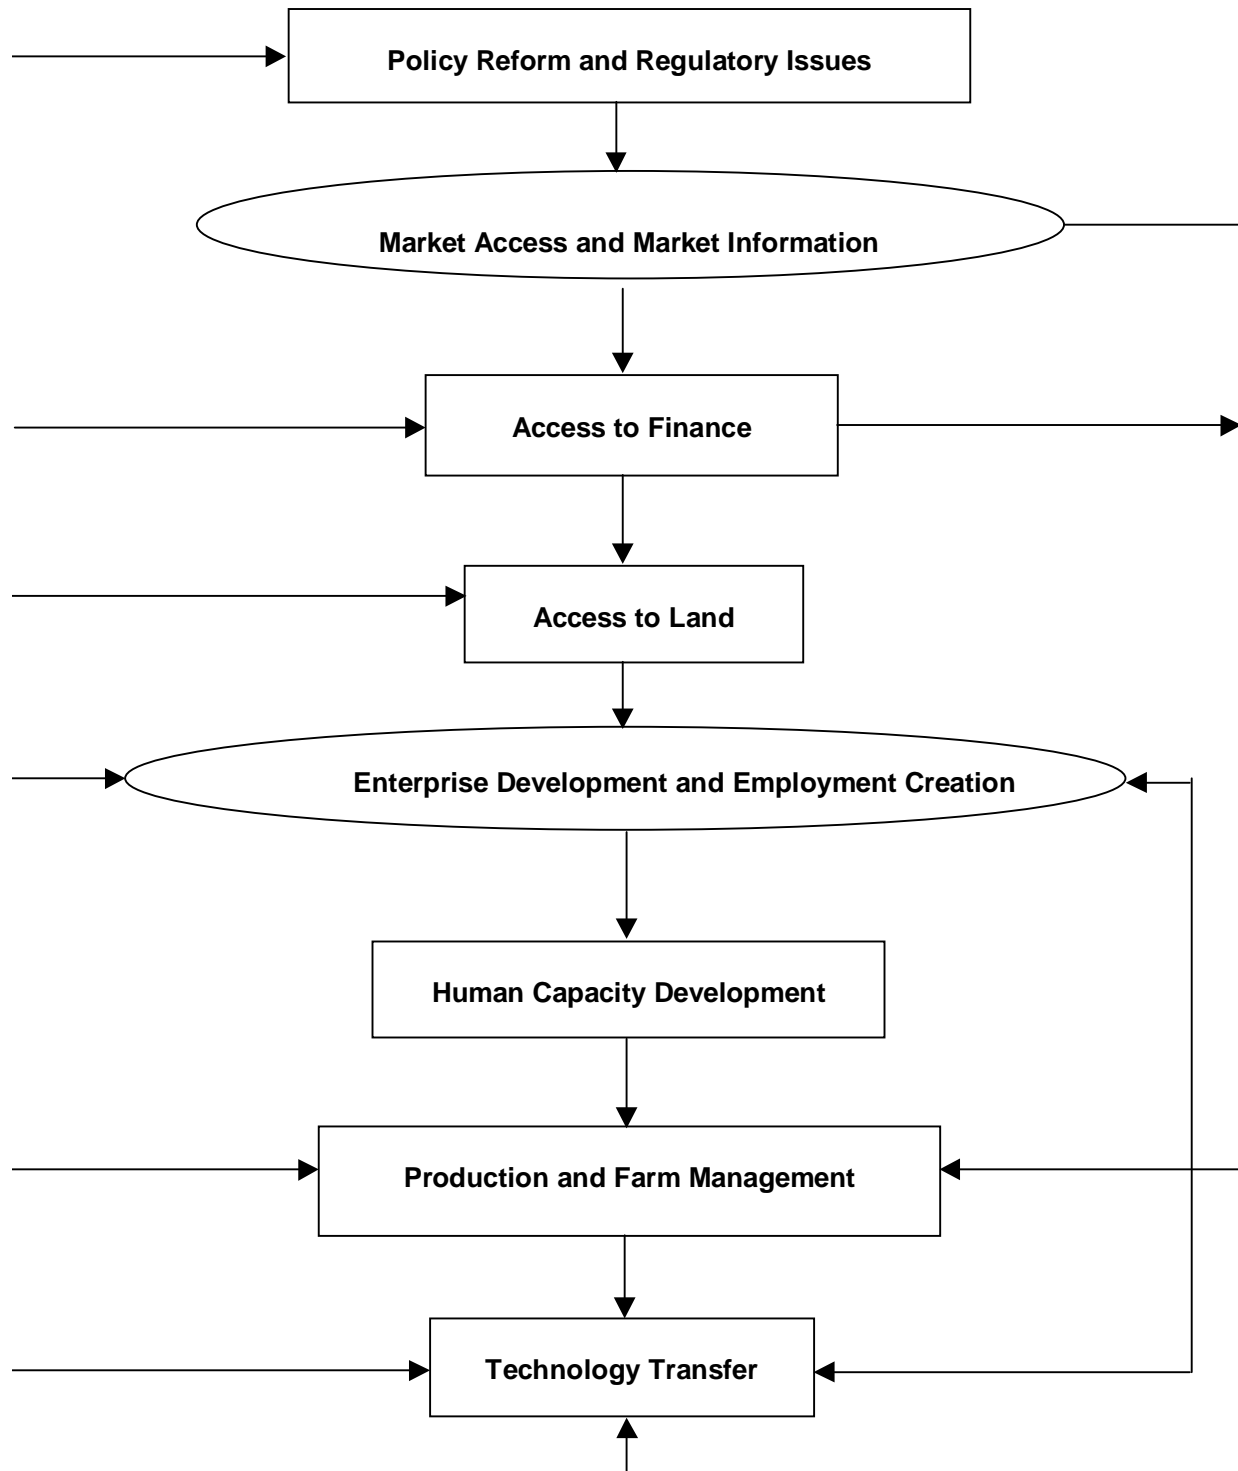 Policy Reform and Regulatory Issues
Market Access and Market Information
Access to Finance
Access to Land
Enterprise Development and Employment Creation
Human Capacity Development
Production and Farm Management
Technology Transfer